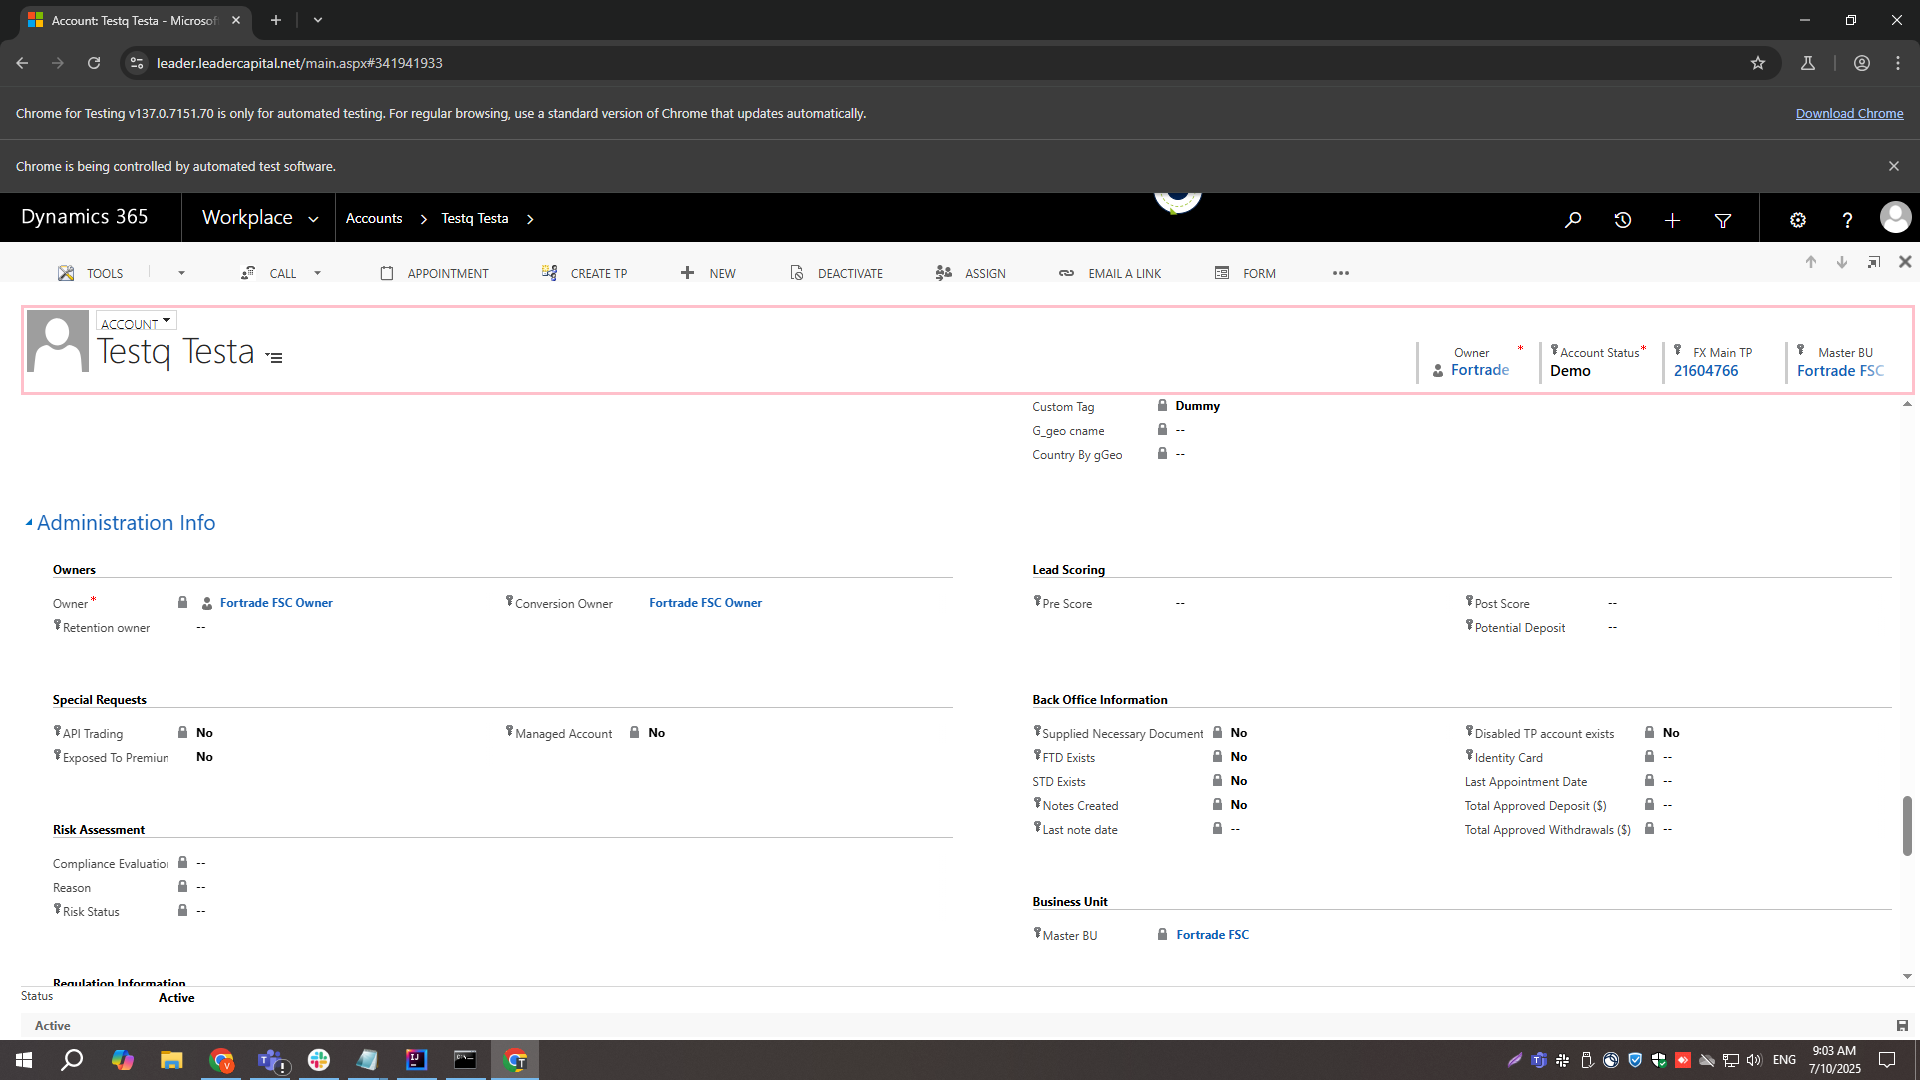 Account: Testq Testa - Microsof
leader.leadercapital.net/main.aspx#341941933
Chrome for Testing v137.0.7151.70 is only for automated testing. For regular browsing, use a standard version of Chrome that updates automatically.
Download Chrome
Chrome is being controlled by automated test software.
Dynamics 365
Workplace
Accounts
Testq Testa
TOOLS
CALL
APPOINTMENT
CREATE TP
NEW
DEACTIVATE
ASSIGN
EMAIL A LINK
FORM
ACCOUNT
Testq Testa
Owner *
Fortrade
Account Status *
Demo
FX Main TP
21604766
Master BU
Fortrade FSC
Custom Tag Dummy
G_geo cname --
Country By gGeo --
Administration Info
Owners
Owner * Fortrade FSC Owner
Conversion Owner Fortrade FSC Owner
Retention owner --
Lead Scoring
Pre Score --
Post Score --
Potential Deposit --
Special Requests
API Trading No
Managed Account No
Exposed To Premiun No
Back Office Information
Supplied Necessary Document No
Disabled TP account exists No
FTD Exists No
Identity Card --
STD Exists No
Last Appointment Date --
Notes Created No
Total Approved Deposit ($) --
Last note date --
Total Approved Withdrawals ($) --
Risk Assessment
Compliance Evaluatio --
Reason --
Risk Status --
Business Unit
Master BU Fortrade FSC
Regulation Information
Status Active
Active
ENG
9:03 AM
7/10/2025